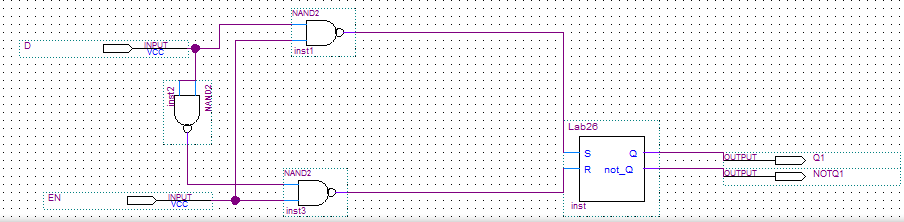 NAND2
D
INPUT
VCC
inst1
inst2
NAND2
Lab26
S
Q
R
not_Q
OUTPUT
Q1
OUTPUT
NOTQ1
NAND2
EN
INPUT
VCC
inst3
inst